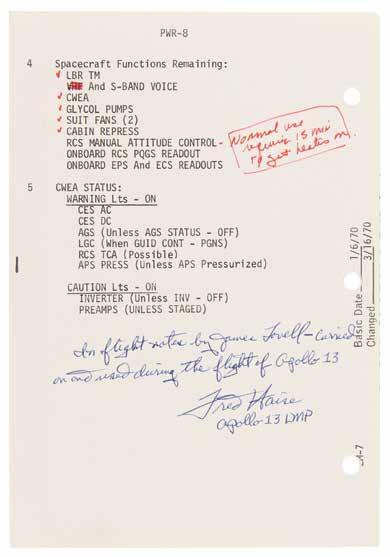 PWR-8
4 Spacecraft Functions Remaining:
✓ LBR TM
VHF And S-BAND VOICE
✓ CWEA
✓ GLYCOL PUMPS
✓ SUIT FANS (2)
✓ CABIN REPRESS
RCS MANUAL ATTITUDE CONTROL-
ONBOARD RCS PQGS READOUT
ONBOARD EPS and ECS READOUTS
Normal use
requires 15 min
to get heaters on.
5 CWEA STATUS:
WARNING Lts - ON
CES AC
CES DC
AGS (Unless AGS STATUS - OFF)
LGC (When GUID CONT - PGNS)
RCS TCA (Possible)
APS PRESS (Unless APS Pressurized)
CAUTION Lts - ON
INVERTER (Unless INV - OFF)
PREAMPS (UNLESS STAGED)
Basic Date 1/6/70
Changed 3/16/70
In flight notes by James Lovell - carried
on and used during the flight of Apollo 13
Fred Haise
Apollo 13 LMP
-7